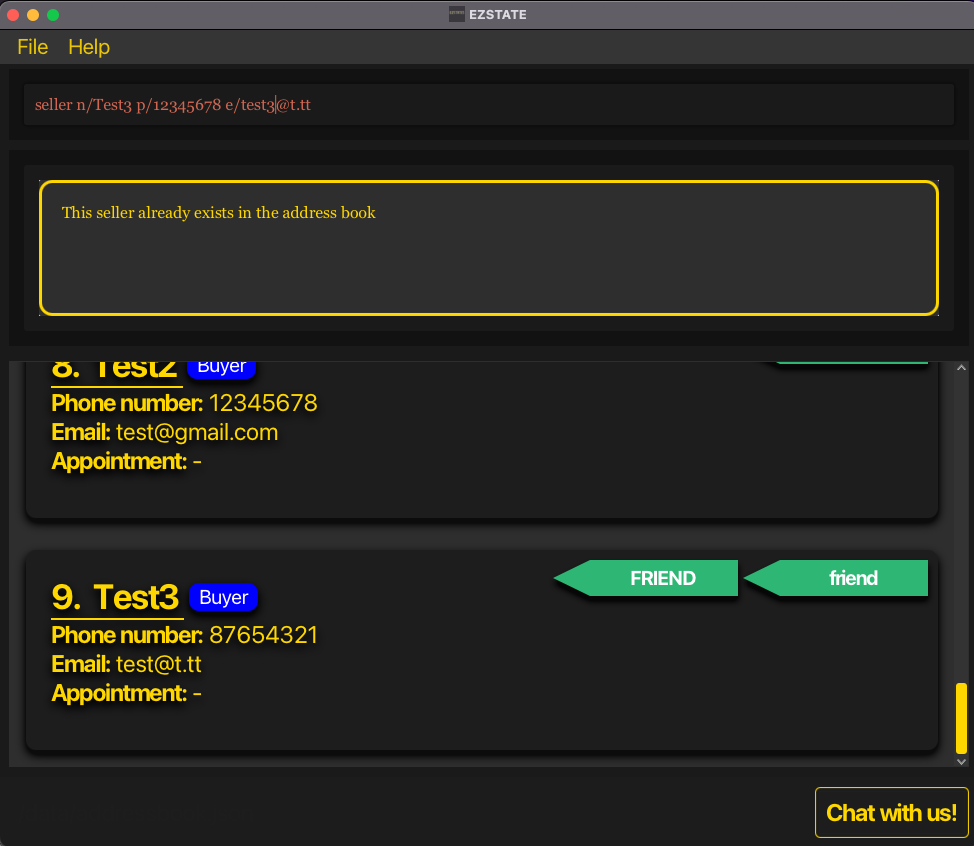 EZSTATE
File Help
seller n/Test3 p/12345678 e/test3@t.tt
This seller already exists in the address book
8. Test2 Buyer
Phone number: 12345678
Email: test@gmail.com
Appointment: -
FRIEND friend
9. Test3 Buyer
Phone number: 87654321
Email: test@t.tt
Appointment: -
Chat with us!